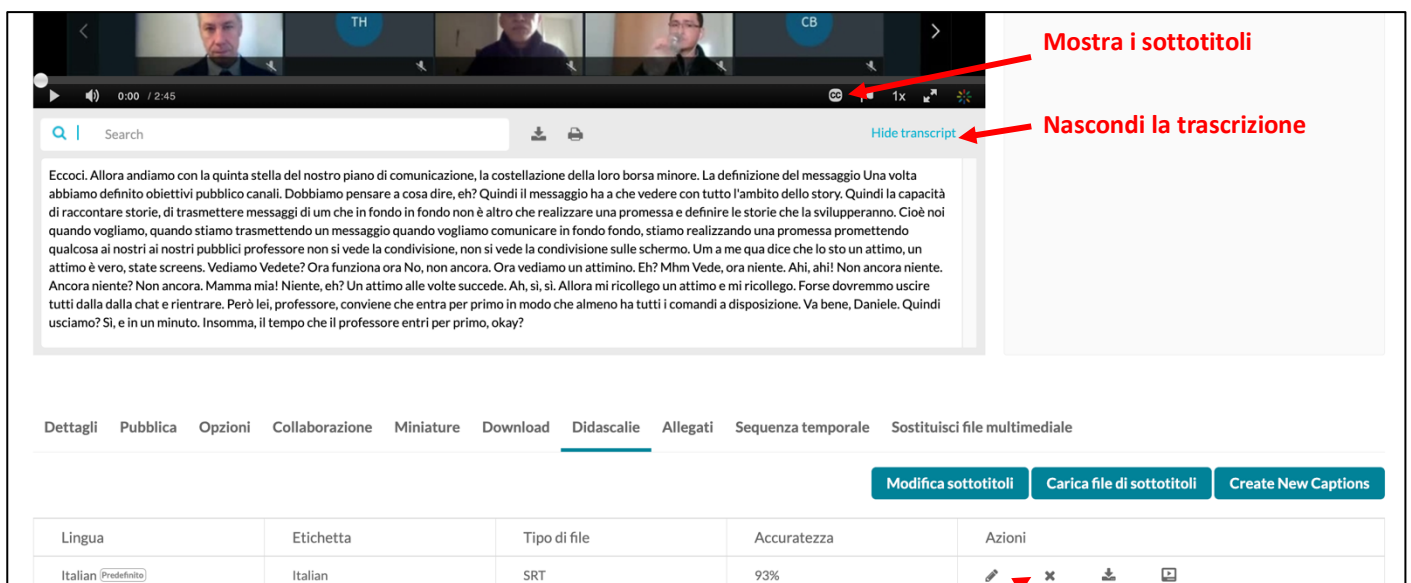 TH
CB
Mostra i sottotitoli
0:00 / 2:45
CC
1x
Search
Hide transcript
Nascondi la trascrizione
Eccoci. Allora andiamo con la quinta stella del nostro piano di comunicazione, la costellazione della loro borsa minore. La definizione del messaggio Una volta
abbiamo definito obiettivi pubblico canali. Dobbiamo pensare a cosa dire, eh? Quindi il messaggio ha a che vedere con tutto l'ambito dello story. Quindi la capacità
di raccontare storie, di trasmettere messaggi di um che in fondo in fondo non è altro che realizzare una promessa e definire le storie che la svilupperanno. Cioè noi
quando vogliamo, quando stiamo trasmettendo un messaggio quando vogliamo comunicare in fondo fondo, stiamo realizzando una promessa promettendo
qualcosa ai nostri ai nostri pubblici professore non si vede la condivisione, non si vede la condivisione sulle schermo. Um a me qua dice che lo sto un attimo, un
attimo è vero, state screens. Vediamo Vedete? Ora funziona ora No, non ancora. Ora vediamo un attimino. Eh? Mhm Vede, ora niente. Ahi, ahi! Non ancora niente.
Ancora niente? Non ancora. Mamma mia! Niente, eh? Un attimo alle volte succede. Ah, sì, sì. Allora mi ricollego un attimo e mi ricollego. Forse dovremmo uscire
tutti dalla dalla chat e rientrare. Però lei, professore, conviene che entra per primo in modo che almeno ha tutti i comandi a disposizione. Va bene, Daniele. Quindi
usciamo? Sì, e in un minuto. Insomma, il tempo che il professore entri per primo, okay?
Dettagli Pubblica Opzioni Collaborazione Miniature Download Didascalie Allegati Sequenza temporale Sostituisci file multimediale
Modifica sottotitoli Carica file di sottotitoli Create New Captions
Lingua Etichetta Tipo di file Accuratezza Azioni
Italian Predefinito Italian SRT 93%